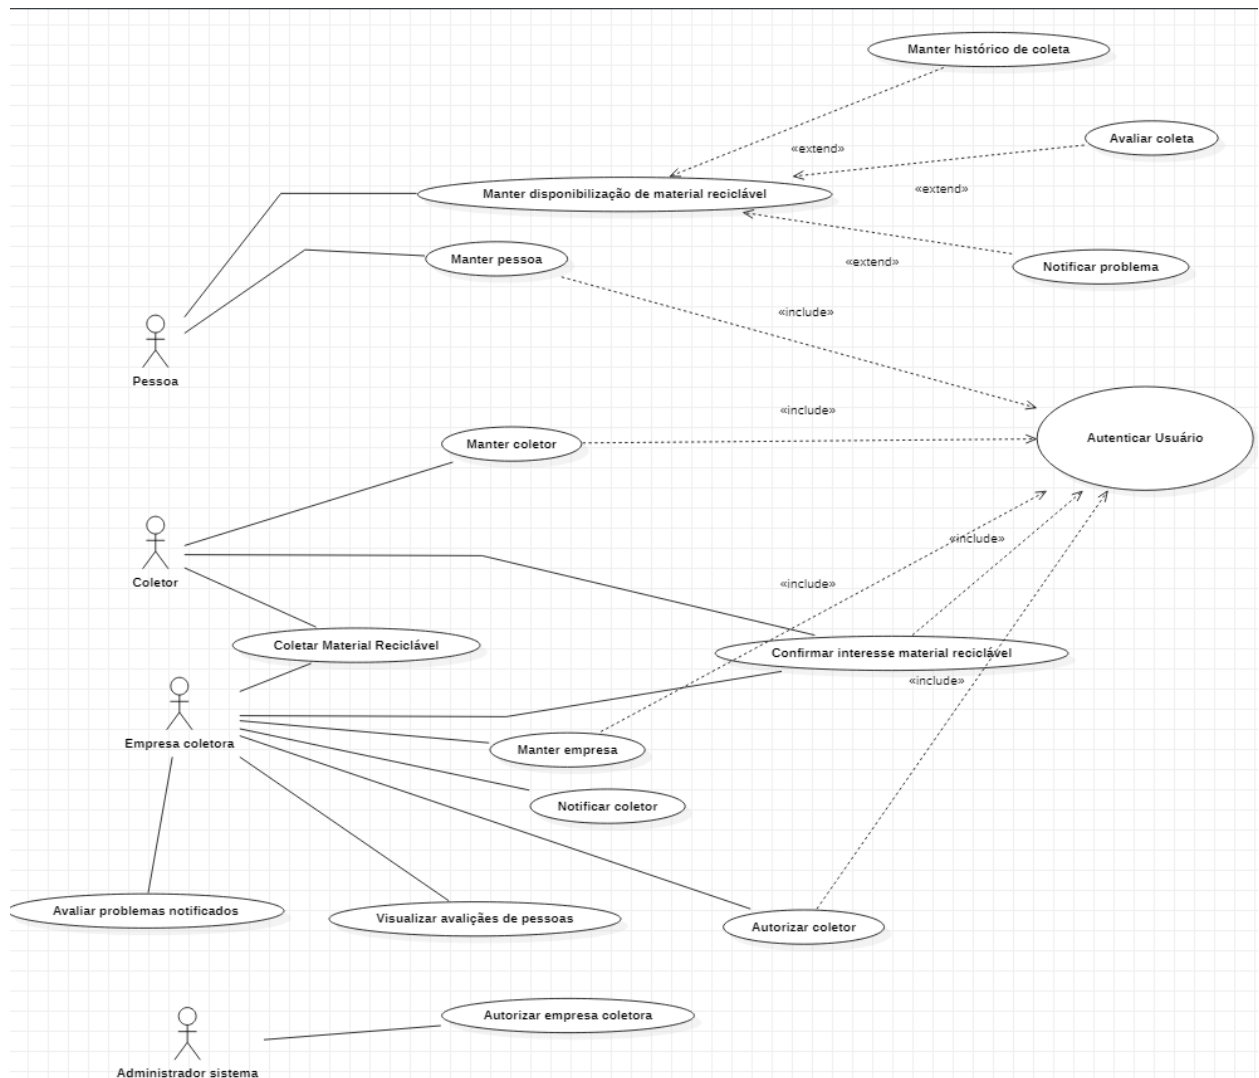 Manter histórico de coleta
Avaliar coleta
«extend»
Manter disponibilização de material reciclável
«extend»
Manter pessoa
«extend»
Notificar problema
«include»
Pessoa
«include»
Manter coletor
Autenticar Usuário
«include»
Coletor
«include»
Coletar Material Reciclável
Confirmar interesse material reciclável
«include»
Empresa coletora
Manter empresa
Notificar coletor
Avaliar problemas notificados
Visualizar avaliçães de pessoas
Autorizar coletor
Autorizar empresa coletora
Administrador sistema